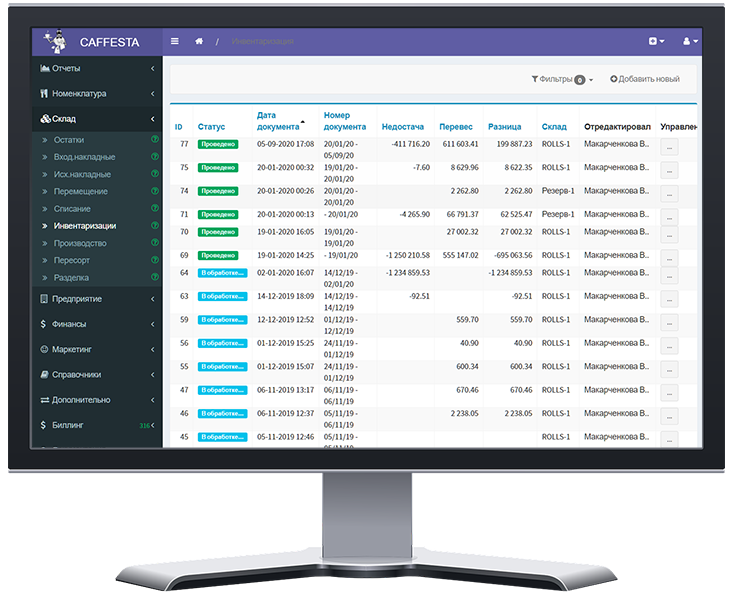 CAFFESTA / Инвентаризации
Отчеты
Номенклатура
Склад
Остатки
Вход.накладные
Исх.накладные
Перемещение
Списание
Инвентаризации
Производство
Пересорт
Разделка
Предприятие
Финансы
Маркетинг
Справочники
Дополнительно
Биллинг 316
Фильтры 0 Добавить новый
ID Статус Дата документа Номер документа Недостача Перевес Разница Склад Отредактировал Управлен
77 Проведено 05-09-2020 17:08 20/01/20 - 05/09/20 -411 716.20 611 603.41 199 887.23 ROLLS-1 Макарченкова В.. ...
75 Проведено 20-01-2020 00:32 19/01/20 - 20/01/20 -7.60 8 629.96 8 622.35 ROLLS-1 Макарченкова В.. ...
74 Проведено 20-01-2020 00:26 20/01/20 - 20/01/20 2 262.80 2 262.80 Резерв-1 Макарченкова В.. ...
71 Проведено 20-01-2020 00:13 - 20/01/20 -4 265.90 66 791.37 62 525.47 Резерв-1 Макарченкова В.. ...
70 Проведено 19-01-2020 16:05 19/01/20 - 19/01/20 27 002.32 27 002.32 ROLLS-1 Макарченкова В.. ...
69 Проведено 19-01-2020 14:25 - 19/01/20 -1 250 210.58 555 147.02 -695 063.56 ROLLS-1 Макарченкова В.. ...
64 В обработке... 02-01-2020 16:07 14/12/19 - 02/01/20 -1 234 859.53 -1 234 859.53 ROLLS-1 Макарченкова В.. ...
63 В обработке... 14-12-2019 18:09 14/12/19 - 14/12/19 -92.51 -92.51 ROLLS-1 Макарченкова В.. ...
59 В обработке... 12-12-2019 12:52 01/12/19 - 12/12/19 559.70 559.70 ROLLS-1 Макарченкова В.. ...
56 В обработке... 01-12-2019 15:25 24/11/19 - 01/12/19 40.90 40.90 ROLLS-1 Макарченкова В.. ...
55 В обработке... 01-12-2019 15:07 24/11/19 - 01/12/19 600.34 600.34 ROLLS-1 Макарченкова В.. ...
47 В обработке... 06-11-2019 13:17 06/11/19 - 06/11/19 670.46 670.46 ROLLS-1 Макарченкова В.. ...
46 В обработке... 06-11-2019 12:37 05/11/19 - 06/11/19 2 238.05 2 238.05 ROLLS-1 Макарченкова В.. ...
45 В обработке... 05-11-2019 12:46 05/11/19 - ROLLS-1 Макарченкова В.. ...